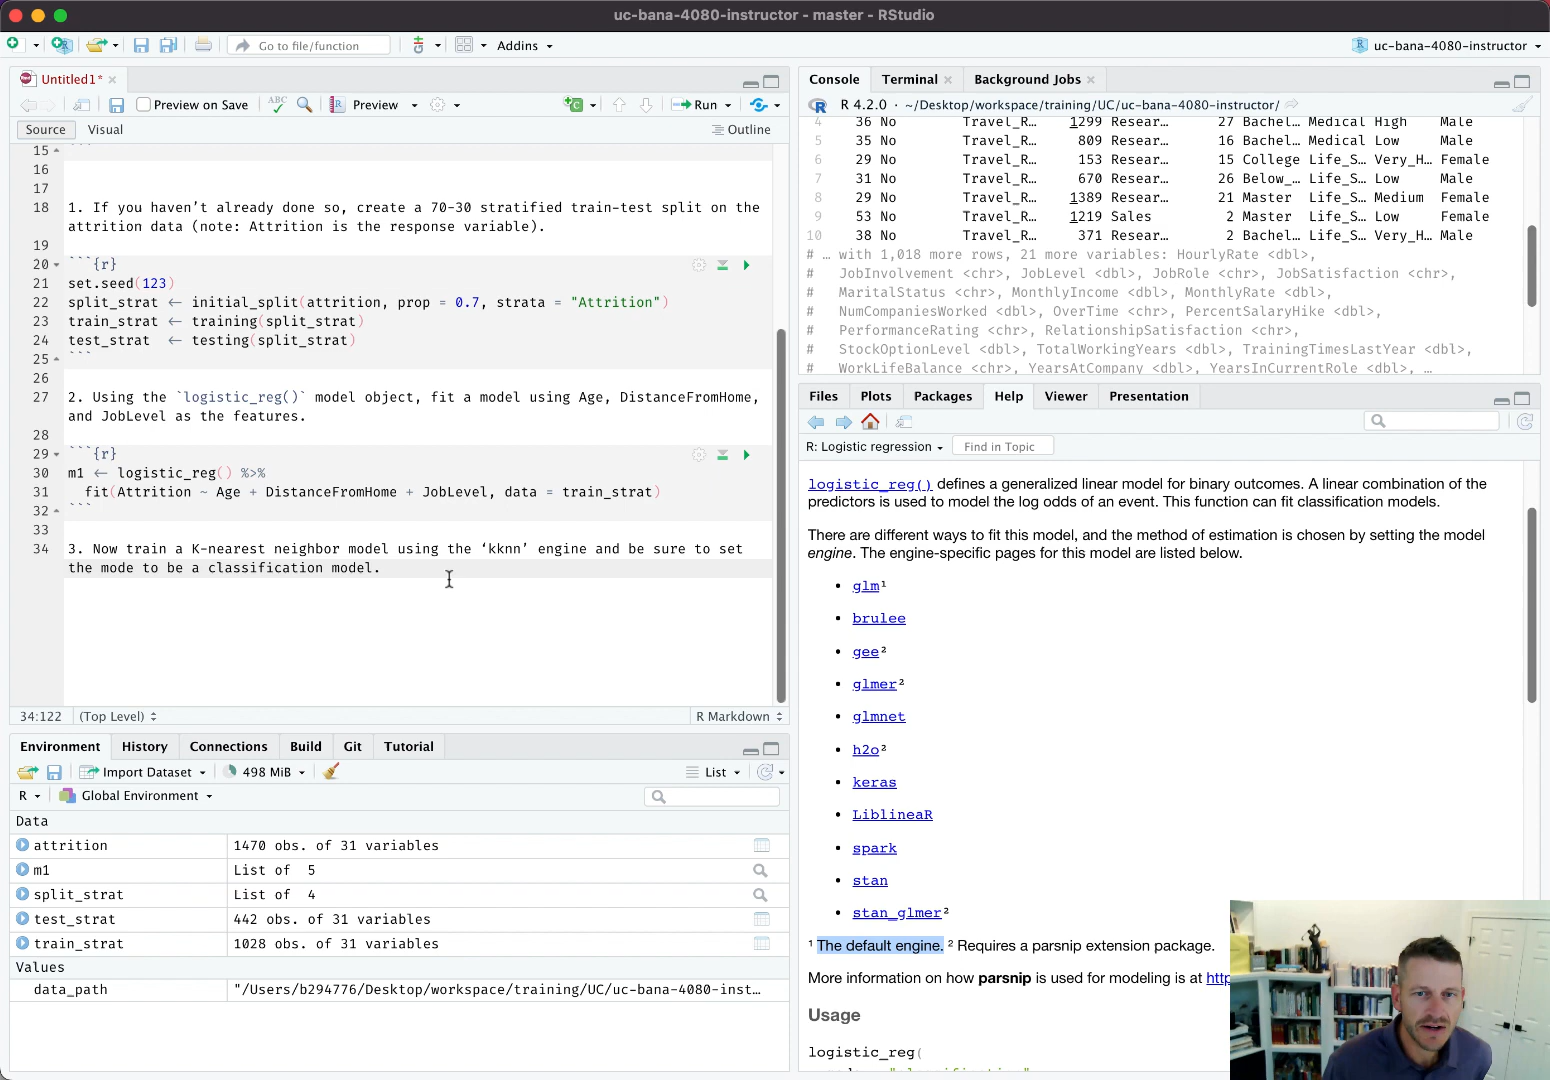 uc-bana-4080-instructor - master - RStudio
Go to file/function
Addins
uc-bana-4080-instructor
Untitled1*
Preview on Save
ABC
Preview
Run
Source
Visual
Outline
15 ```
16
17
18 1. If you haven't already done so, create a 70-30 stratified train-test split on the
attrition data (note: Attrition is the response variable).
19
20 ```{r}
21 set.seed(123)
22 split_strat ← initial_split(attrition, prop = 0.7, strata = "Attrition")
23 train_strat ← training(split_strat)
24 test_strat ← testing(split_strat)
25 ```
26
27 2. Using the `logistic_reg()` model object, fit a model using Age, DistanceFromHome,
and JobLevel as the features.
28
29 ```{r}
30 m1 ← logistic_reg() %>%
31 fit(Attrition ~ Age + DistanceFromHome + JobLevel, data = train_strat)
32 ```
33
34 3. Now train a K-nearest neighbor model using the ‘kknn’ engine and be sure to set
the mode to be a classification model.
34:122
(Top Level)
R Markdown
Environment
History
Connections
Build
Git
Tutorial
Import Dataset
498 MiB
List
R
Global Environment
Data
attrition 1470 obs. of 31 variables
m1 List of 5
split_strat List of 4
test_strat 442 obs. of 31 variables
train_strat 1028 obs. of 31 variables
Values
data_path "/Users/b294776/Desktop/workspace/training/UC/uc-bana-4080-inst…
Console
Terminal
Background Jobs
R 4.2.0 · ~/Desktop/workspace/training/UC/uc-bana-4080-instructor/
4 36 No Travel_R… 1299 Resear… 27 Bachel… Medical High Male
5 35 No Travel_R… 809 Resear… 16 Bachel… Medical Low Male
6 29 No Travel_R… 153 Resear… 15 College Life_S… Very_H… Female
7 31 No Travel_R… 670 Resear… 26 Below_… Life_S… Low Male
8 29 No Travel_R… 1389 Resear… 21 Master Life_S… Medium Female
9 53 No Travel_R… 1219 Sales 2 Master Life_S… Low Female
10 38 No Travel_R… 371 Resear… 2 Bachel… Life_S… Very_H… Male
# … with 1,018 more rows, 21 more variables: HourlyRate <dbl>,
# JobInvolvement <chr>, JobLevel <dbl>, JobRole <chr>, JobSatisfaction <chr>,
# MaritalStatus <chr>, MonthlyIncome <dbl>, MonthlyRate <dbl>,
# NumCompaniesWorked <dbl>, OverTime <chr>, PercentSalaryHike <dbl>,
# PerformanceRating <chr>, RelationshipSatisfaction <chr>,
# StockOptionLevel <dbl>, TotalWorkingYears <dbl>, TrainingTimesLastYear <dbl>,
# WorkLifeBalance <chr>, YearsAtCompany <dbl>, YearsInCurrentRole <dbl>, …
Files
Plots
Packages
Help
Viewer
Presentation
R: Logistic regression
Find in Topic
logistic_reg() defines a generalized linear model for binary outcomes. A linear combination of the
predictors is used to model the log odds of an event. This function can fit classification models.
There are different ways to fit this model, and the method of estimation is chosen by setting the model
engine. The engine-specific pages for this model are listed below.
• glm¹
• brulee
• gee²
• glmer²
• glmnet
• h2o²
• keras
• LiblineaR
• spark
• stan
• stan_glmer²
¹ The default engine. ² Requires a parsnip extension package.
More information on how parsnip is used for modeling is at http
Usage
logistic_reg(